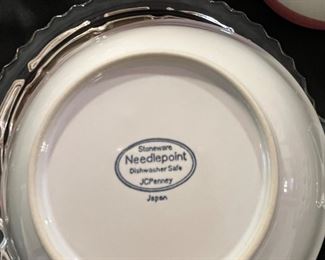 Stoneware
Needlepoint
Dishwasher Safe
JCPenney
Japan